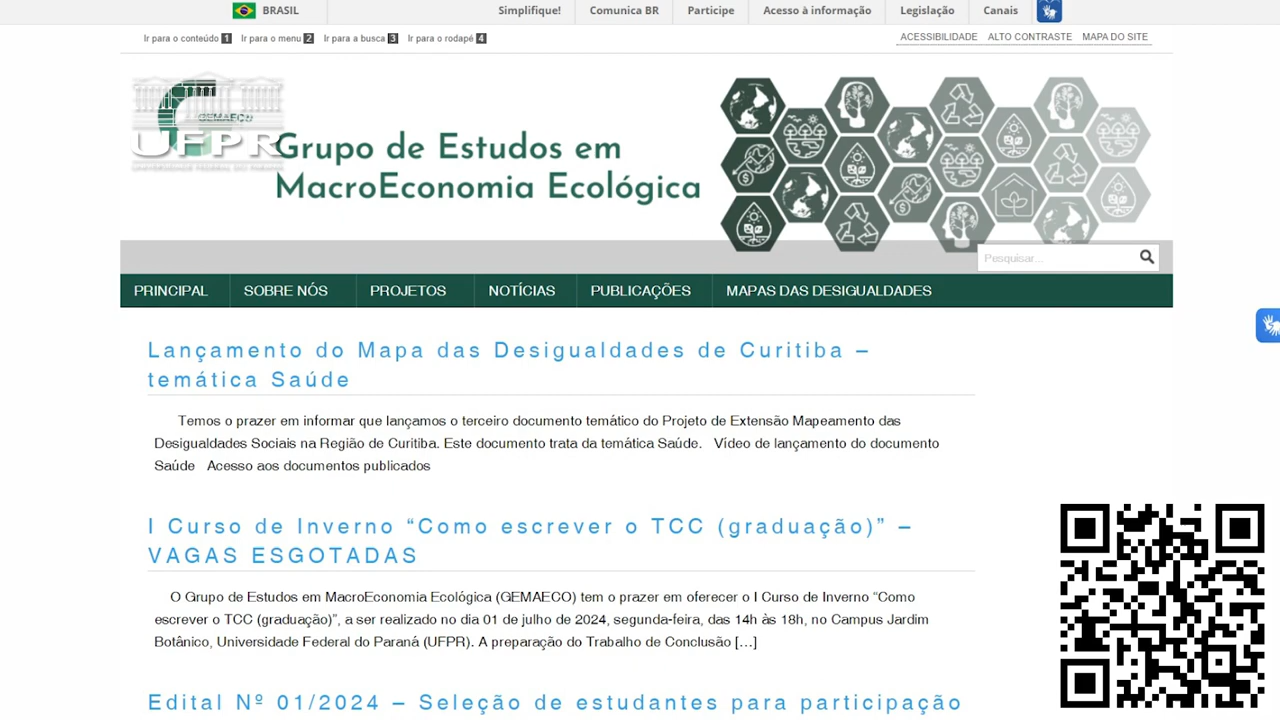 BRASIL
Simplifique! Comunica BR Participe Acesso à informação Legislação Canais
Ir para o conteúdo 1 Ir para o menu 2 Ir para a busca 3 Ir para o rodapé 4
ACESSIBILIDADE ALTO CONTRASTE MAPA DO SITE
GEMAECO
UFPR
UNIVERSIDADE FEDERAL DO PARANÁ
Grupo de Estudos em
MacroEconomia Ecológica
Pesquisar...
PRINCIPAL SOBRE NÓS PROJETOS NOTÍCIAS PUBLICAÇÕES MAPAS DAS DESIGUALDADES
Lançamento do Mapa das Desigualdades de Curitiba –
temática Saúde
Temos o prazer em informar que lançamos o terceiro documento temático do Projeto de Extensão Mapeamento das
Desigualdades Sociais na Região de Curitiba. Este documento trata da temática Saúde. Vídeo de lançamento do documento
Saúde Acesso aos documentos publicados
I Curso de Inverno “Como escrever o TCC (graduação)” –
VAGAS ESGOTADAS
O Grupo de Estudos em MacroEconomia Ecológica (GEMAECO) tem o prazer em oferecer o I Curso de Inverno “Como
escrever o TCC (graduação)”, a ser realizado no dia 01 de julho de 2024, segunda-feira, das 14h às 18h, no Campus Jardim
Botânico, Universidade Federal do Paraná (UFPR). A preparação do Trabalho de Conclusão […]
Edital Nº 01/2024 – Seleção de estudantes para participação